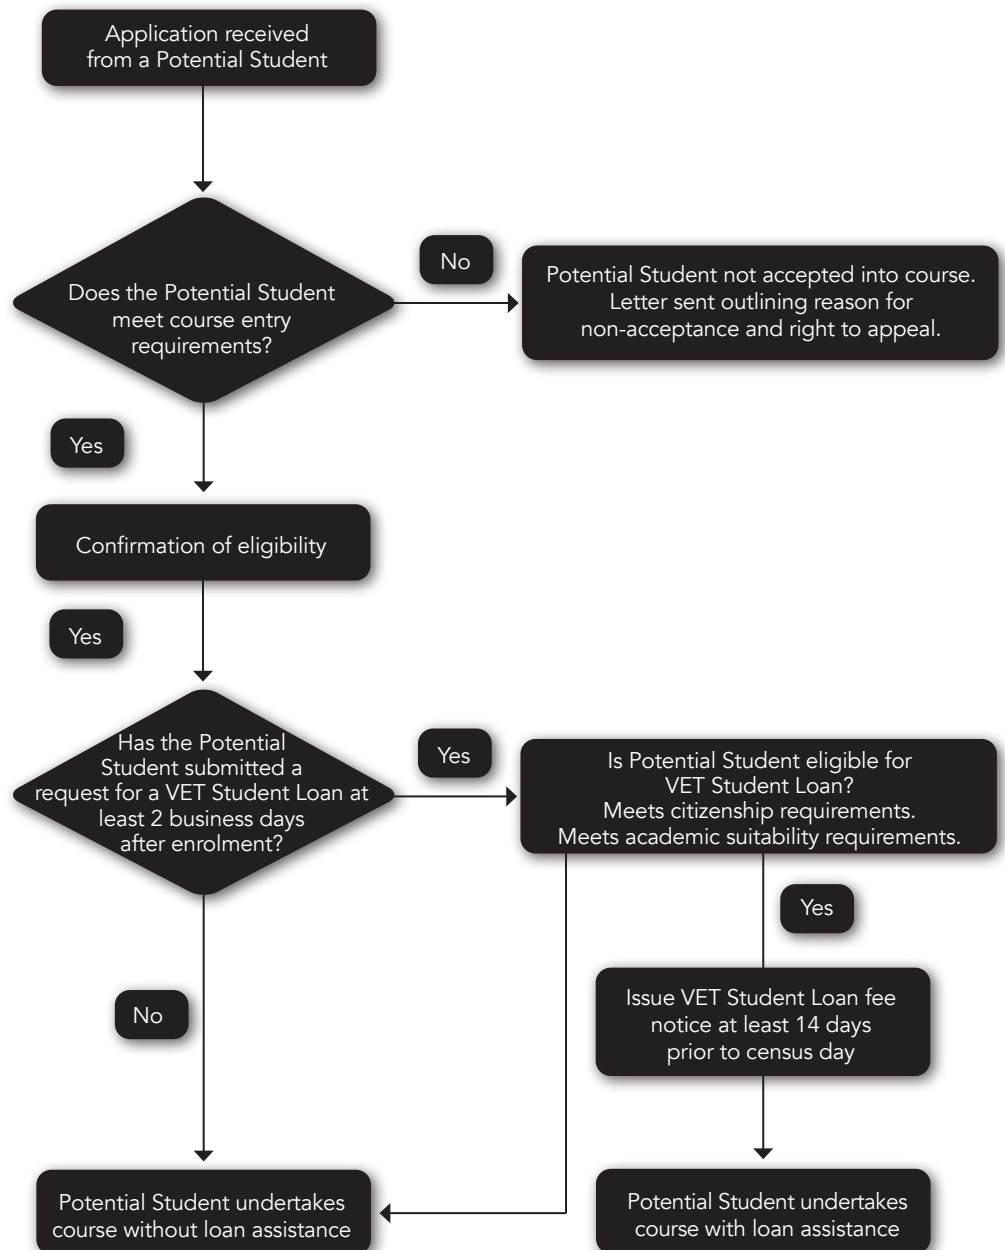 Application received
from a Potential Student
Does the Potential Student
meet course entry
requirements?
No
Potential Student not accepted into course.
Letter sent outlining reason for
non-acceptance and right to appeal.
Yes
Confirmation of eligibility
Yes
Has the Potential
Student submitted a
request for a VET Student Loan at
least 2 business days
after enrolment?
Yes
Is Potential Student eligible for
VET Student Loan?
Meets citizenship requirements.
Meets academic suitability requirements.
Yes
No
Issue VET Student Loan fee
notice at least 14 days
prior to census day
Potential Student undertakes
course without loan assistance
Potential Student undertakes
course with loan assistance